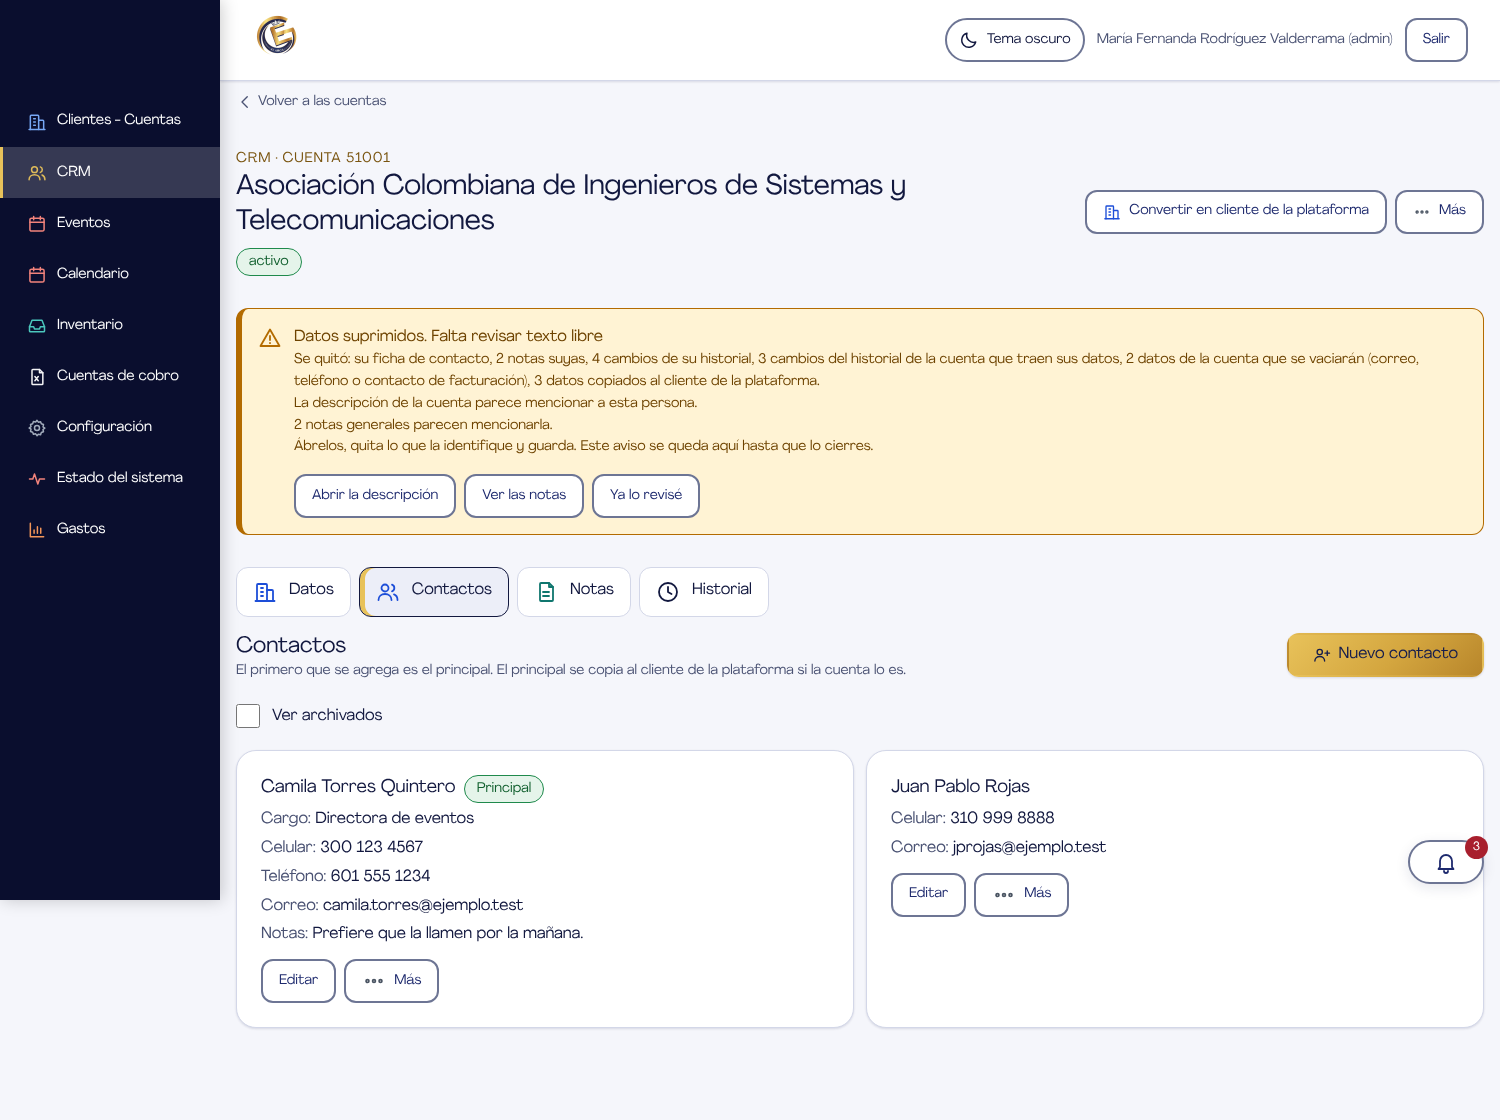 Tema oscuro
María Fernanda Rodríguez Valderrama (admin)
Salir
Clientes - Cuentas
CRM
Eventos
Calendario
Inventario
Cuentas de cobro
Configuración
Estado del sistema
Gastos
Volver a las cuentas
CRM · CUENTA 51001
Asociación Colombiana de Ingenieros de Sistemas y
Telecomunicaciones
activo
Convertir en cliente de la plataforma
Más
Datos suprimidos. Falta revisar texto libre
Se quitó: su ficha de contacto, 2 notas suyas, 4 cambios de su historial, 3 cambios del historial de la cuenta que traen sus datos, 2 datos de la cuenta que se vaciarán (correo,
teléfono o contacto de facturación), 3 datos copiados al cliente de la plataforma.
La descripción de la cuenta parece mencionar a esta persona.
2 notas generales parecen mencionarla.
Ábrelos, quita lo que la identifique y guarda. Este aviso se queda aquí hasta que lo cierres.
Abrir la descripción
Ver las notas
Ya lo revisé
Datos
Contactos
Notas
Historial
Contactos
El primero que se agrega es el principal. El principal se copia al cliente de la plataforma si la cuenta lo es.
Nuevo contacto
Ver archivados
Camila Torres Quintero
Principal
Cargo: Directora de eventos
Celular: 300 123 4567
Teléfono: 601 555 1234
Correo: camila.torres@ejemplo.test
Notas: Prefiere que la llamen por la mañana.
Editar
Más
Juan Pablo Rojas
Celular: 310 999 8888
Correo: jprojas@ejemplo.test
Editar
Más
3